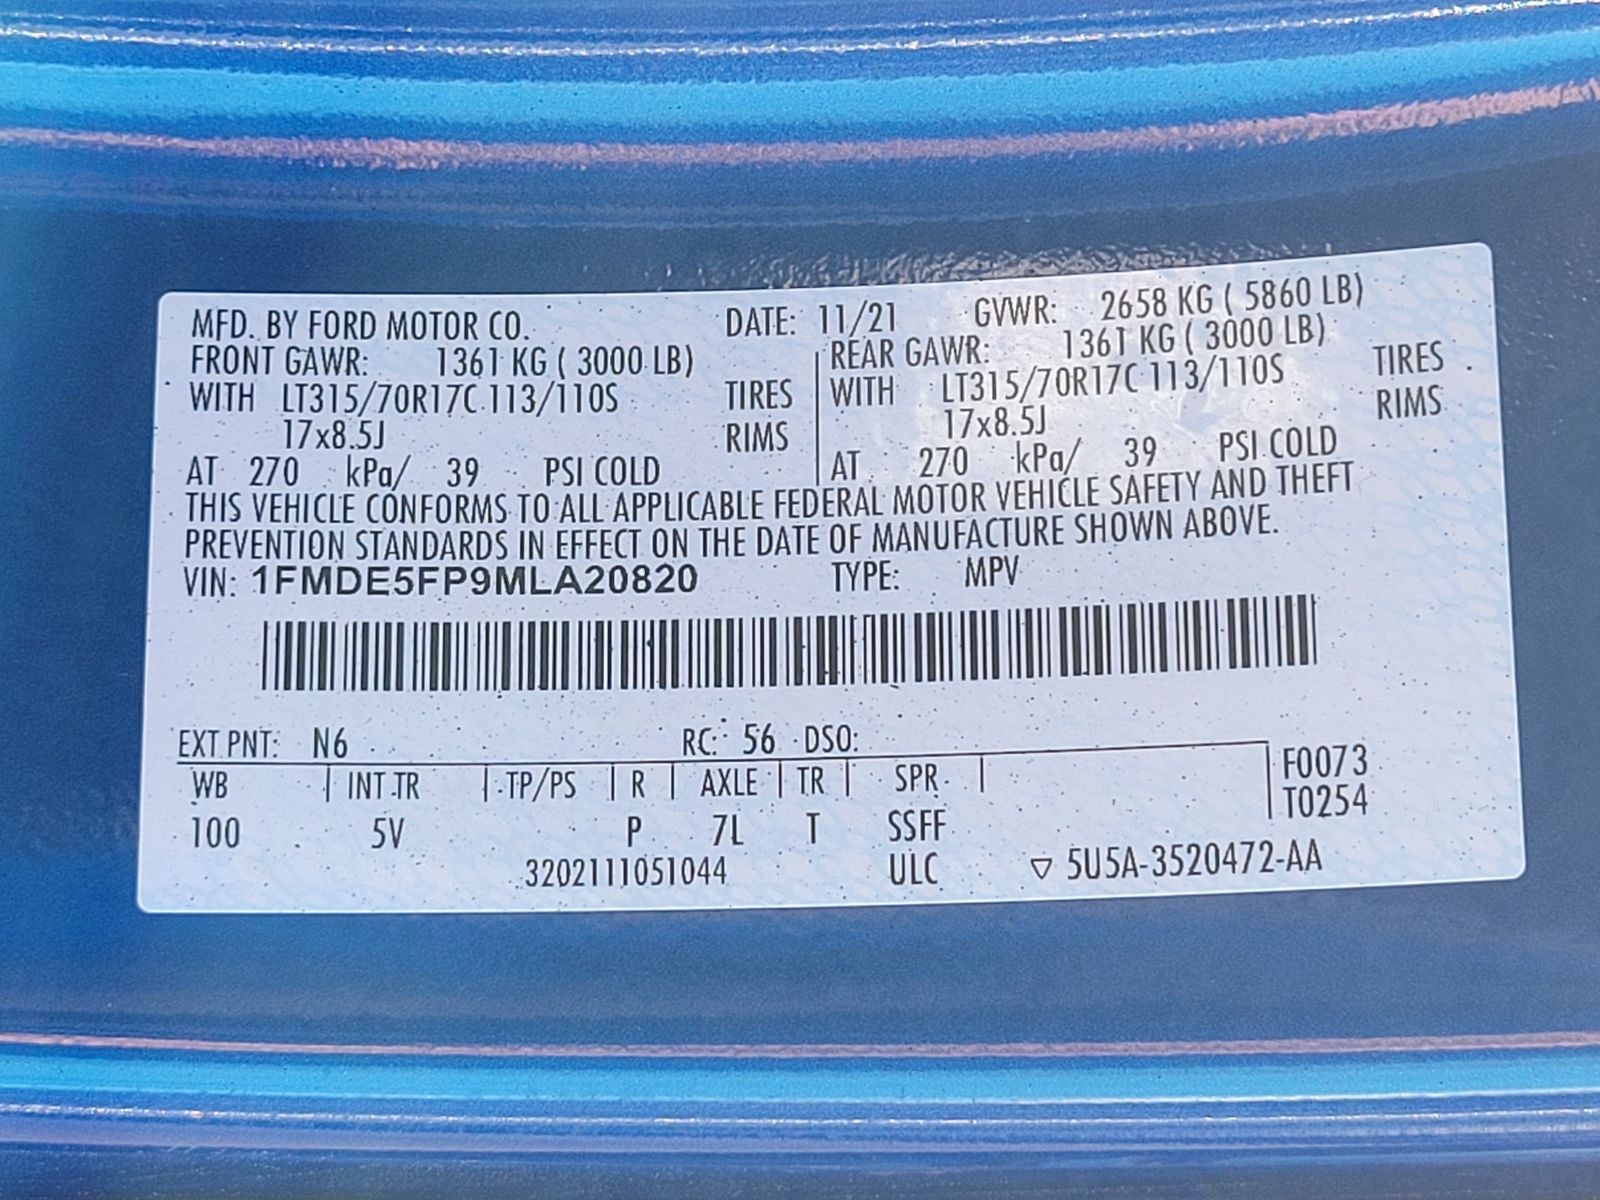 MFD. BY FORD MOTOR CO. DATE: 11/21 GVWR: 2658 KG ( 5860 LB)
FRONT GAWR: 1361 KG ( 3000 LB) REAR GAWR: 1361 KG ( 3000 LB)
WITH LT315/70R17C 113/110S TIRES WITH LT315/70R17C 113/110S TIRES
17x8.5J RIMS 17x8.5J RIMS
AT 270 kPa/ 39 PSI COLD AT 270 kPa/ 39 PSI COLD
THIS VEHICLE CONFORMS TO ALL APPLICABLE FEDERAL MOTOR VEHICLE SAFETY AND THEFT
PREVENTION STANDARDS IN EFFECT ON THE DATE OF MANUFACTURE SHOWN ABOVE.
VIN: 1FMDE5FP9MLA20820 TYPE: MPV
EXT PNT: N6 RC: 56 DSO:
WB INT TR TP/PS R AXLE TR SPR F0073
T0254
100 5V P 7L T SSFF
3202111051044 ULC ▽ 5U5A-3520472-AA